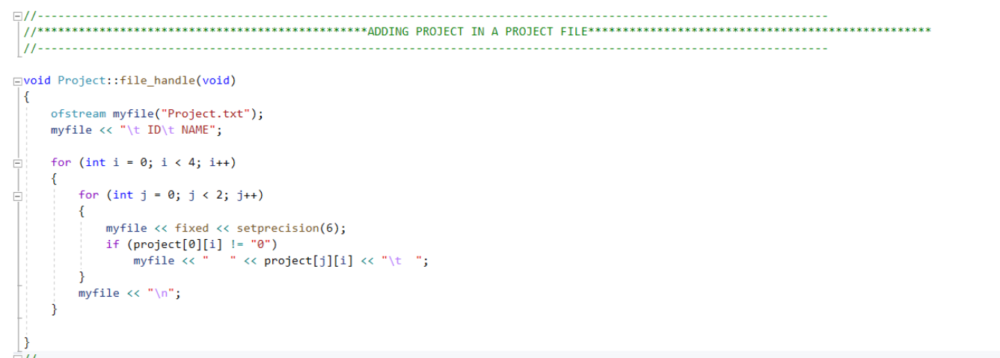 //-------------------------------------------------------------------------------------------------------------------
//************************************************ADDING PROJECT IN A PROJECT FILE**************************************************
//-------------------------------------------------------------------------------------------------------------------
void Project::file_handle(void)
{
    ofstream myfile("Project.txt");
    myfile << "\t ID\t NAME";
    for (int i = 0; i < 4; i++)
    {
        for (int j = 0; j < 2; j++)
        {
            myfile << fixed << setprecision(6);
            if (project[0][i] != "0")
                myfile << "   " << project[j][i] << "\t  ";
        }
        myfile << "\n";
    }
}